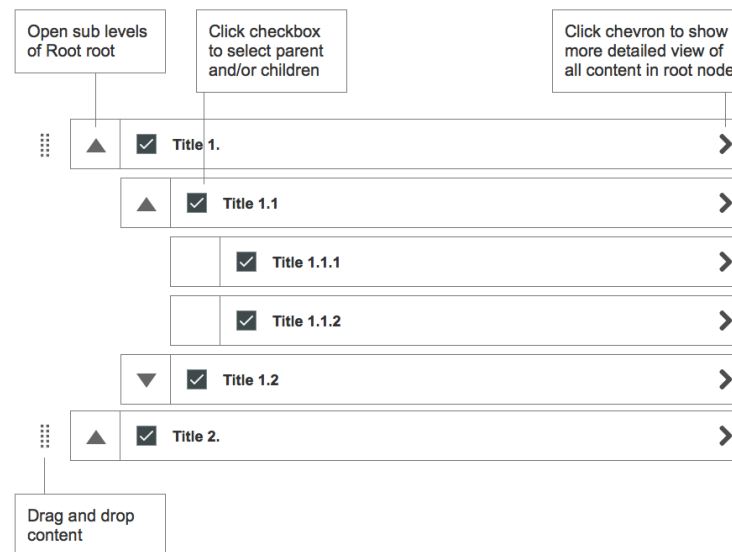 Open sub levels
of Root root
Click checkbox
to select parent
and/or children
Click chevron to show
more detailed view of
all content in root node
Title 1.
Title 1.1
Title 1.1.1
Title 1.1.2
Title 1.2
Title 2.
Drag and drop
content